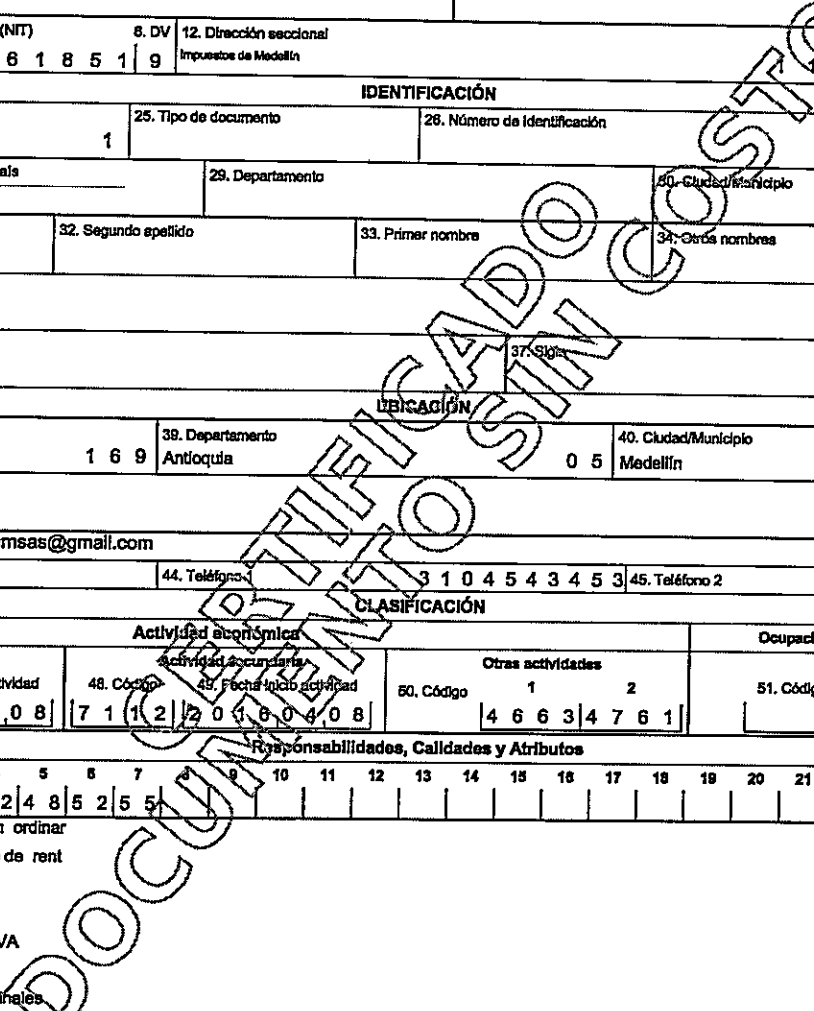 (NIT) 8. DV 12. Dirección seccional
6 1 8 5 1 9 Impuestos de Medellín
IDENTIFICACIÓN
25. Tipo de documento 26. Número de Identificación
1
aís 29. Departamento 30. Ciudad/Municipio
32. Segundo apellido 33. Primer nombre 34. Otros nombres
37. Sigla
UBICACIÓN
39. Departamento 40. Ciudad/Municipio
1 6 9 Antioquia 0 5 Medellín
msas@gmail.com
44. Teléfono 1 3 1 0 4 5 4 3 4 5 3 45. Teléfono 2
CLASIFICACIÓN
Actividad económica Ocupaci
Actividad secundaria Otras actividades
tividad 48. Código 49. Fecha inicio actividad 50. Código 1 2 51. Códig
0 8 7 1 1 2 2 0 1 6 0 4 0 8 4 6 6 3 4 7 6 1
Responsabilidades, Calidades y Atributos
5 6 7 8 9 10 11 12 13 14 15 16 17 18 19 20 21
2 4 8 5 2 5 5
n ordinar
de rent
VA
inales
CERTIFICADO
DOCUMENTO SIN COSTO